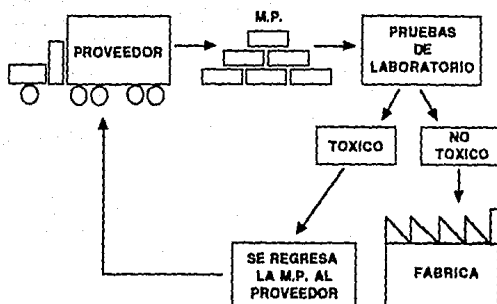 PROVEEDOR
M.P.
PRUEBAS
DE
LABORATORIO
TOXICO
NO
TOXICO
SE REGRESA
LA M.P. AL
PROVEEDOR
FABRICA